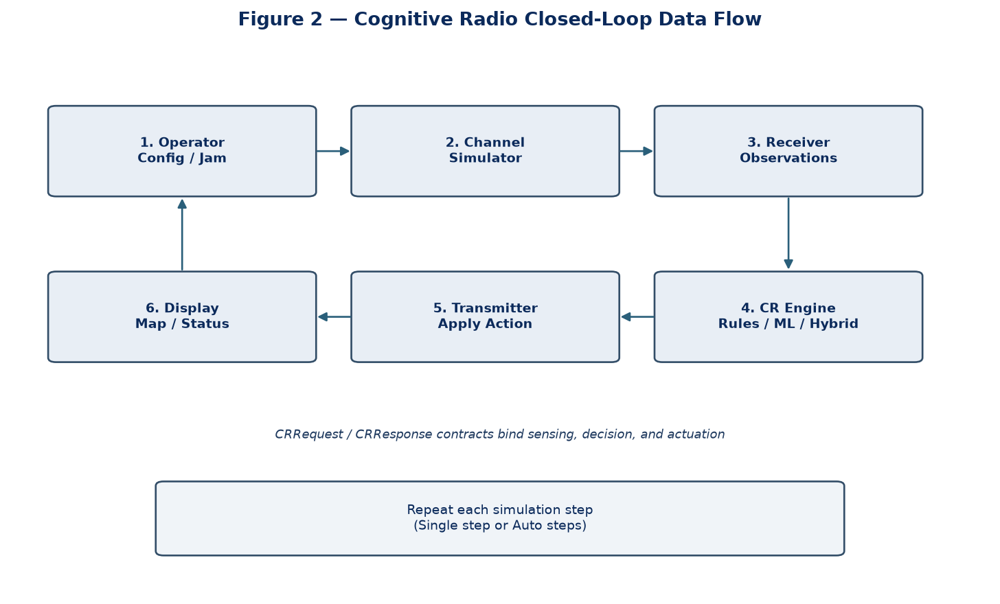 Figure 2 — Cognitive Radio Closed-Loop Data Flow
1. Operator
Config / Jam
2. Channel
Simulator
3. Receiver
Observations
4. CR Engine
Rules / ML / Hybrid
5. Transmitter
Apply Action
6. Display
Map / Status
CRRequest / CRResponse contracts bind sensing, decision, and actuation
Repeat each simulation step
(Single step or Auto steps)